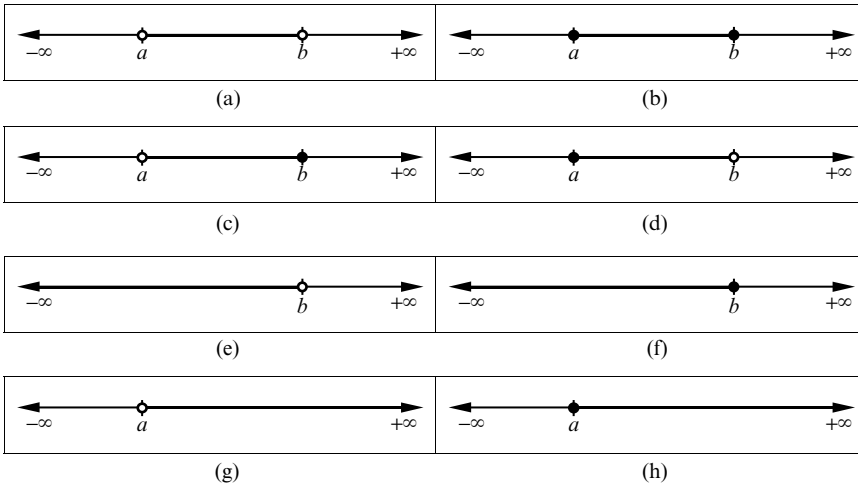 −∞ a b +∞ −∞ a b +∞
(a) (b)
−∞ a b +∞ −∞ a b +∞
(c) (d)
−∞ b +∞ −∞ b +∞
(e) (f)
−∞ a +∞ −∞ a +∞
(g) (h)